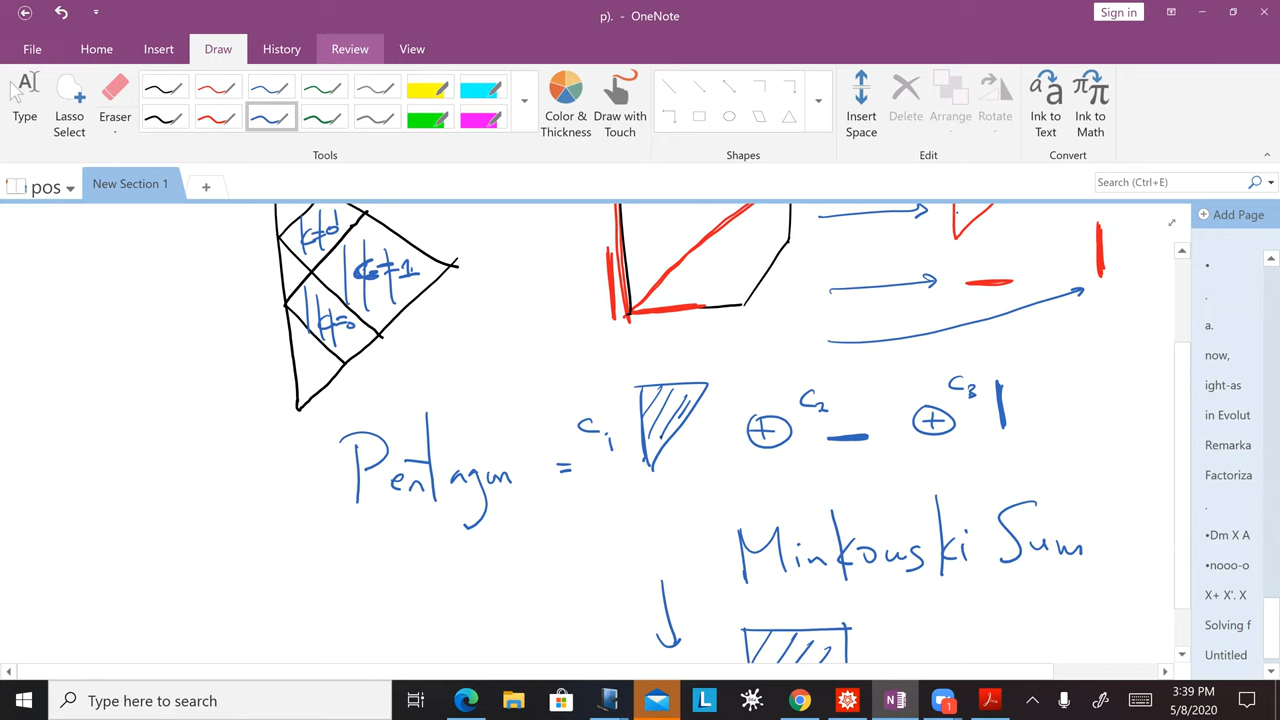 p). - OneNote
Sign in
File Home Insert Draw History Review View
Type Lasso Select Eraser Color & Thickness Draw with Touch Insert Space Delete Arrange Rotate Ink to Text Ink to Math
Tools Shapes Edit Convert
pos New Section 1 + Search (Ctrl+E)
Add Page
now,
ight-as
in Evolut
Remarka
Factoriza
•Dm X A
•nooo-o
X+ X'. X
Solving f
Untitled
Pentagon = C1 ⊕ C2 ⊕ C3
Minkowski Sum
Type here to search
3:39 PM
5/8/2020